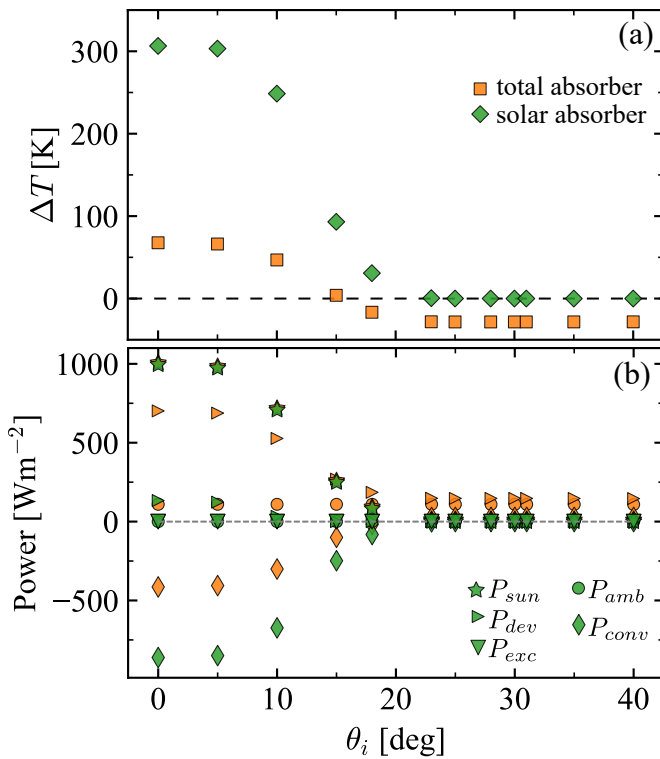 (a)
300
200
100
0
ΔT [K]
total absorber
solar absorber
(b)
1000
500
0
−500
Power [Wm⁻²]
P_sun P_amb
P_dev P_conv
P_exc
0 10 20 30 40
θ_i [deg]